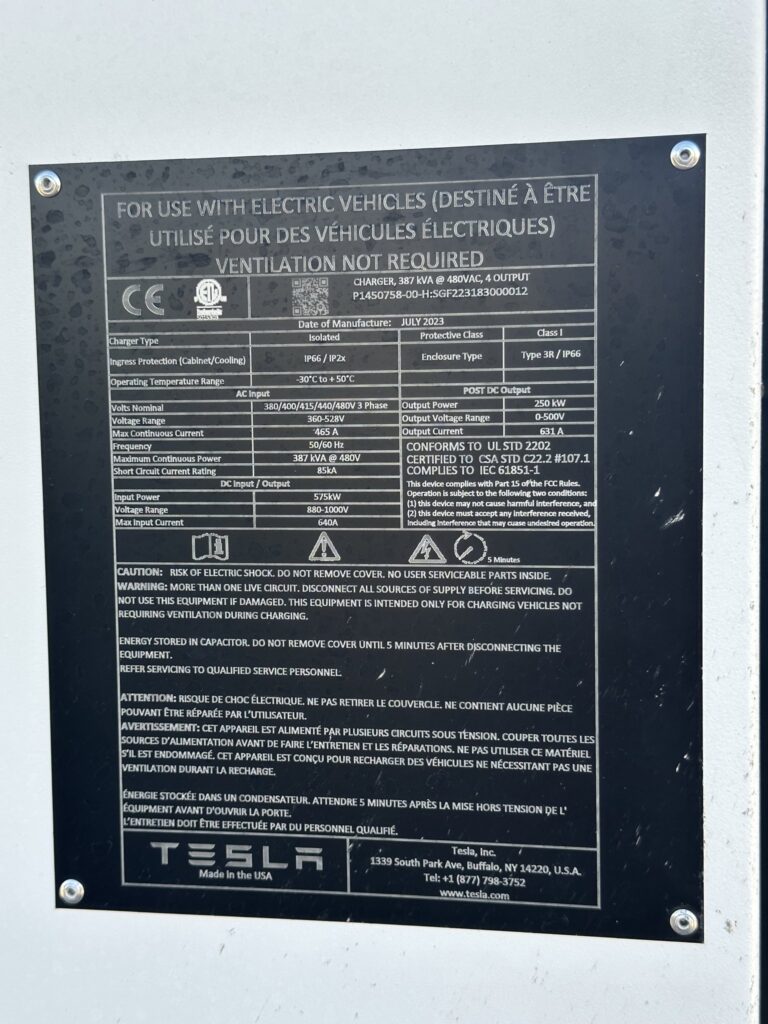 FOR USE WITH ELECTRIC VEHICLES (DESTINÉ À ÊTRE
UTILISÉ POUR DES VÉHICULES ÉLECTRIQUES)
VENTILATION NOT REQUIRED
CE
CHARGER, 387 kVA @ 480VAC, 4 OUTPUT
P1450758-00-H:SGF223183000012
Date of Manufacture: JULY 2023
Charger Type Isolated Protective Class Class I
Ingress Protection (Cabinet/Cooling) IP66 / IP2x Enclosure Type Type 3R / IP66
Operating Temperature Range -30°C to + 50°C
AC Input POST DC Output
Volts Nominal 380/400/415/440/480V 3 Phase Output Power 250 kW
Voltage Range 360-528V Output Voltage Range 0-500V
Max Continuous Current 465 A Output Current 631 A
Frequency 50/60 Hz
Maximum Continuous Power 387 kVA @ 480V
Short Circuit Current Rating 85kA
DC Input / Output
Input Power 575kW
Voltage Range 880-1000V
Max Input Current 640A
CONFORMS TO UL STD 2202
CERTIFIED TO CSA STD C22.2 #107.1
COMPLIES TO IEC 61851-1
This device complies with Part 15 of the FCC Rules.
Operation is subject to the following two conditions:
(1) this device may not cause harmful interference, and
(2) this device must accept any interference received,
including interference that may cuase undesired operation.
5 Minutes
CAUTION: RISK OF ELECTRIC SHOCK. DO NOT REMOVE COVER. NO USER SERVICEABLE PARTS INSIDE.
WARNING: MORE THAN ONE LIVE CIRCUIT. DISCONNECT ALL SOURCES OF SUPPLY BEFORE SERVICING. DO
NOT USE THIS EQUIPMENT IF DAMAGED. THIS EQUIPMENT IS INTENDED ONLY FOR CHARGING VEHICLES NOT
REQUIRING VENTILATION DURING CHARGING.
ENERGY STORED IN CAPACITOR. DO NOT REMOVE COVER UNTIL 5 MINUTES AFTER DISCONNECTING THE
EQUIPMENT.
REFER SERVICING TO QUALIFIED SERVICE PERSONNEL.
ATTENTION: RISQUE DE CHOC ÉLECTRIQUE. NE PAS RETIRER LE COUVERCLE. NE CONTIENT AUCUNE PIÈCE
POUVANT ÊTRE RÉPARÉE PAR L'UTILISATEUR.
AVERTISSEMENT: CET APPAREIL EST ALIMENTÉ PAR PLUSIEURS CIRCUITS SOUS TENSION. COUPER TOUTES LES
SOURCES D'ALIMENTATION AVANT DE FAIRE L'ENTRETIEN ET LES RÉPARATIONS. NE PAS UTILISER CE MATÉRIEL
S'IL EST ENDOMMAGÉ. CET APPAREIL EST CONÇU POUR RECHARGER DES VÉHICULES NE NÉCESSITANT PAS UNE
VENTILATION DURANT LA RECHARGE.
ÉNERGIE STOCKÉE DANS UN CONDENSATEUR. ATTENDRE 5 MINUTES APRÈS LA MISE HORS TENSION DE L'
ÉQUIPEMENT AVANT D'OUVRIR LA PORTE.
L'ENTRETIEN DOIT ÊTRE EFFECTUÉE PAR DU PERSONNEL QUALIFIÉ.
TESLA
Made in the USA
Tesla, Inc.
1339 South Park Ave, Buffalo, NY 14220, U.S.A.
Tel: +1 (877) 798-3752
www.tesla.com